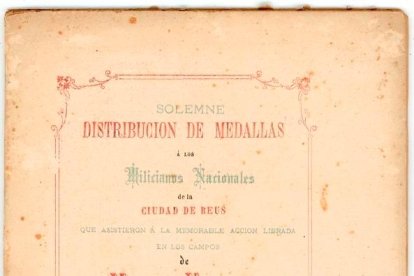 SOLEMNE
DISTRIBUCION DE MEDALLAS
á los
Milicianos Nacionales
de la
CIUDAD DE REUS
QUE ASISTIERON Á LA MEMORABLE ACCION LIBRADA
EN LOS CAMPOS
de